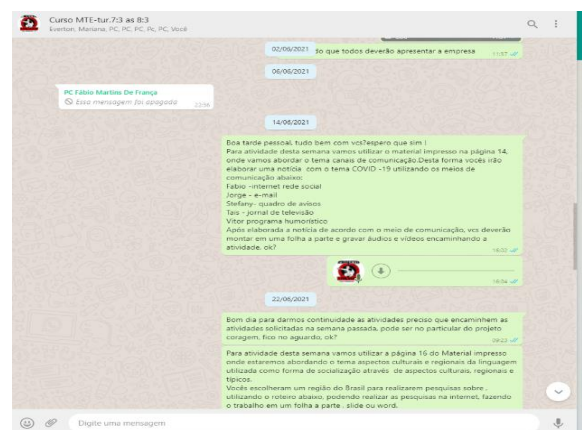 Curso MTE-tur.7:3 as 8:3
Everton, Mariana, PC, PC, PC, Pc, PC, Você
02/06/2021
do que todos deverão apresentar a empresa
11:57
06/06/2021
PC Fábio Martins De França
Essa mensagem foi apagada
22:56
14/06/2021
Boa tarde pessoal, tudo bem com vcs?espero que sim !
Para atividade desta semana vamos utilizar o material impresso na página 14,
onde vamos abordar o tema canais de comunicação.Desta forma vocês irão
elaborar uma notícia com o tema COVID -19 utilizando os meios de
comunicação abaixo:
Fabio -internet rede social
Jorge - e-mail
Stefany- quadro de avisos
Tais - jornal de televisão
Vitor programa humorístico
Após elaborada a notícia de acordo com o meio de comunicação, vcs deverão
montar em uma folha a parte e gravar áudios e vídeos encaminhando a
atividade, ok?
22/06/2021
Bom dia para darmos continuidade as atividades preciso que encaminhem as
atividades solicitadas na semana passada, pode ser no particular do projeto
coragem, fico no aguardo, ok?
09:23
Para atividade desta semana vamos utilizar a página 16 do Material impresso
onde estaremos abordando o tema aspectos culturais e regionais da linguagem
utilizada como forma de socialização através de aspectos culturais, regionais e
típicos.
Vocês escolheram um região do Brasil para realizarem pesquisas sobre ,
utilizando o roteiro abaixo, podendo realizar as pesquisas na internet, fazendo
o trabalho em um folha a parte , slide ou word.
Digite uma mensagem